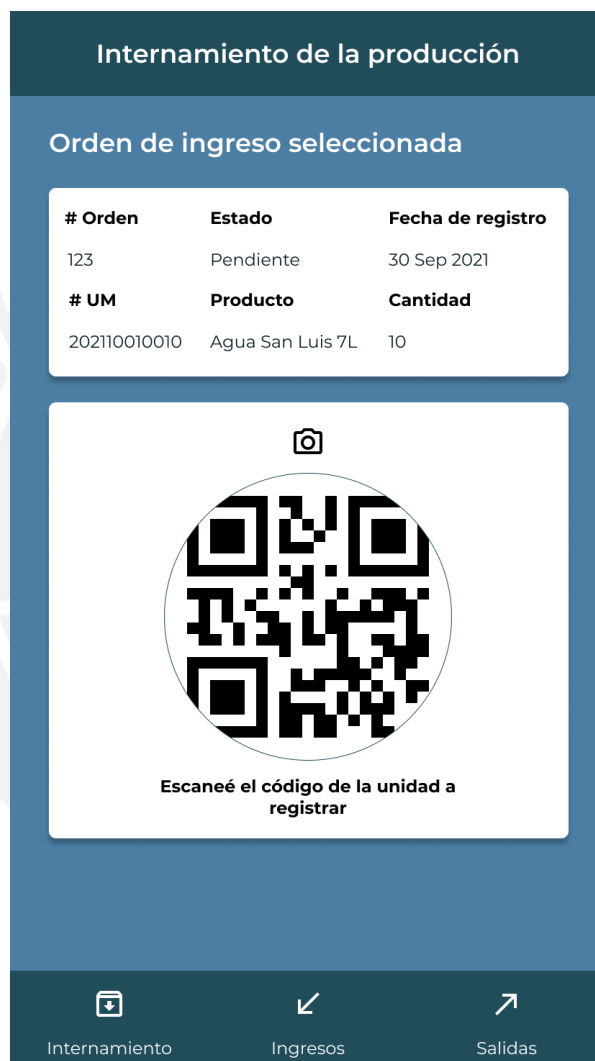 Internamiento de la producción
Orden de ingreso seleccionada
# Orden Estado Fecha de registro
123 Pendiente 30 Sep 2021
# UM Producto Cantidad
202110010010 Agua San Luis 7L 10
Escaneé el código de la unidad a
registrar
Internamiento Ingresos Salidas